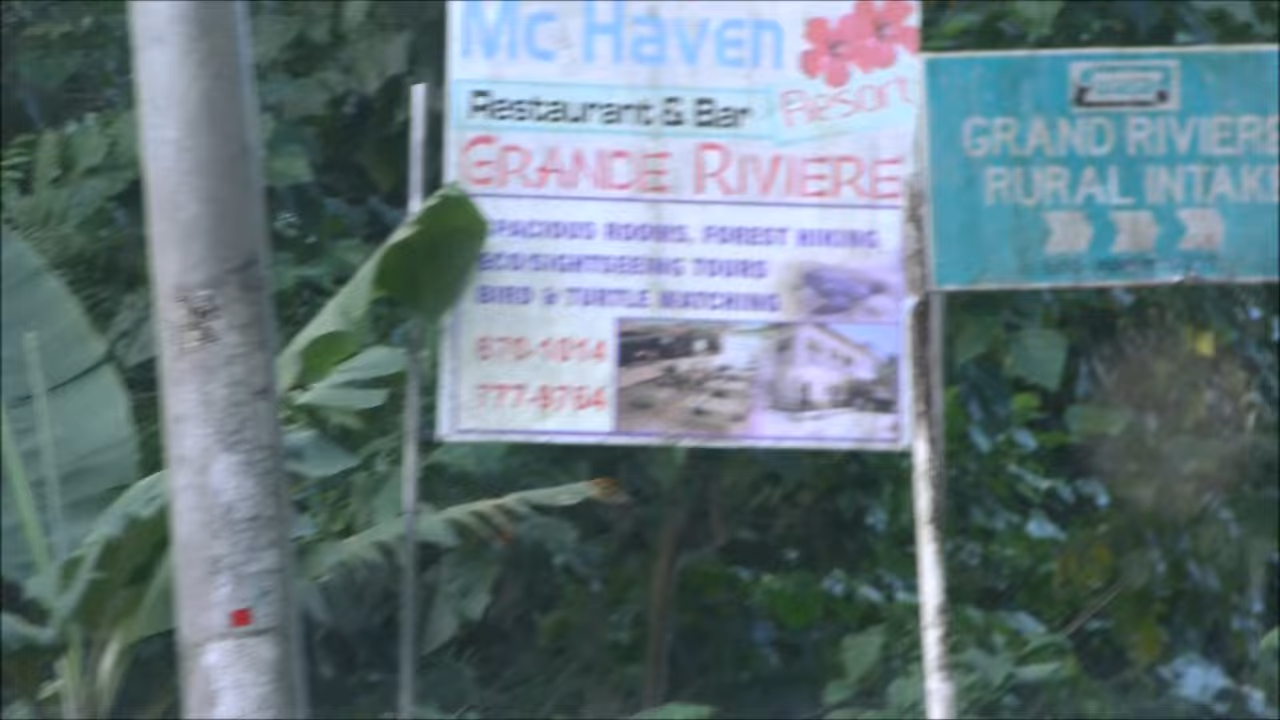 Mc Haven
Resort
Restaurant & Bar
GRANDE RIVIERE
SPACIOUS ROOMS, FOREST HIKING
ECO/SIGHTSEEING TOURS
BIRD & TURTLE WATCHING
670-1014
777-8764
GRAND RIVIERE
RURAL INTAKE